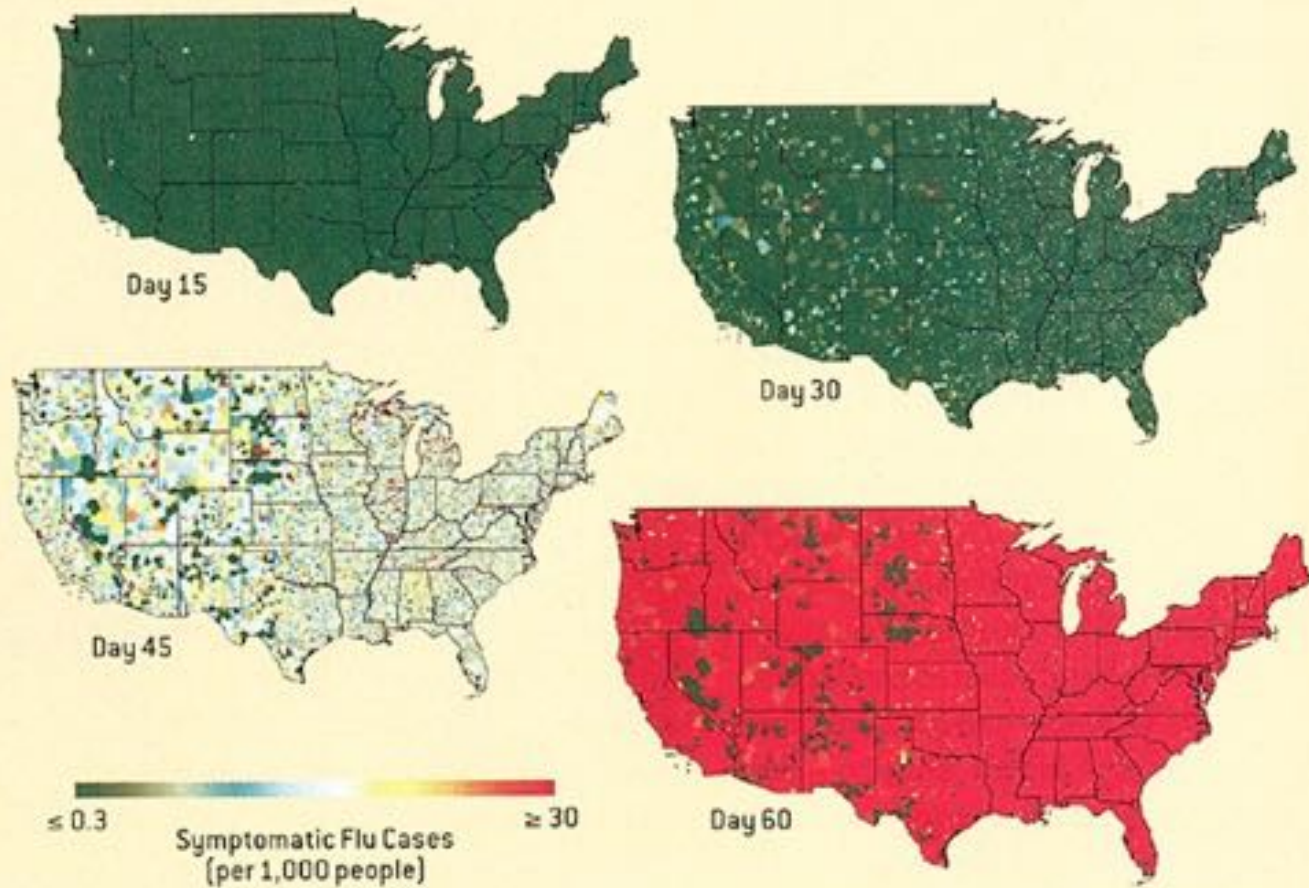 Day 15
Day 30
Day 45
Day 60
≤ 0.3
≥ 30
Symptomatic Flu Cases
(per 1,000 people)